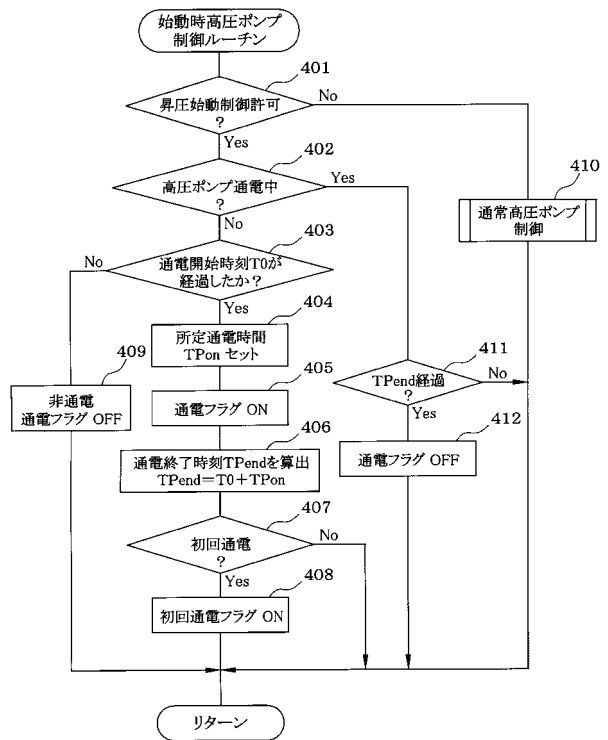 始動時高圧ポンプ
制御ルーチン
401
昇圧始動制御許可
?
No
Yes
402
高圧ポンプ通電中
?
Yes
No
410
通常高圧ポンプ
制御
403
通電開始時刻T0が
経過したか?
No
Yes
404
所定通電時間
TPon セット
409
非通電
通電フラグ OFF
405
通電フラグ ON
411
TPend経過
?
No
Yes
412
通電フラグ OFF
406
通電終了時刻TPendを算出
TPend=T0+TPon
407
初回通電
?
No
Yes
408
初回通電フラグ ON
リターン